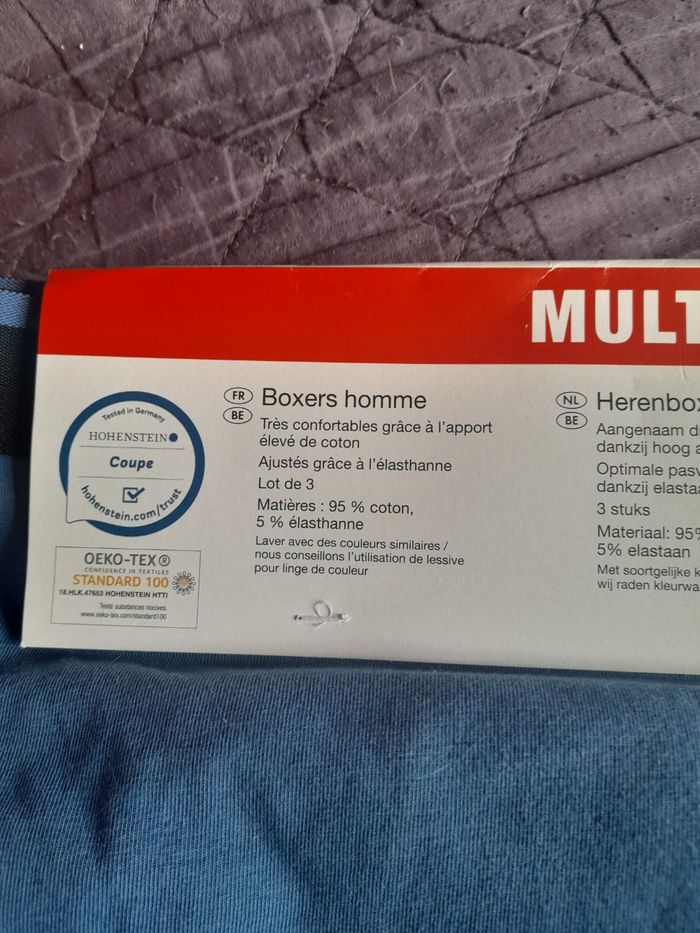 MULT
Tested in Germany
HOHENSTEIN
Coupe
hohenstein.com/trust
OEKO-TEX®
CONFIDENCE IN TEXTILES
STANDARD 100
18.HLK.47653 HOHENSTEIN HTTI
Testé substances nocives.
www.oeko-tex.com/standard100
FR
BE
Boxers homme
Très confortables grâce à l'apport
élevé de coton
Ajustés grâce à l'élasthanne
Lot de 3
Matières : 95 % coton,
5 % élasthanne
Laver avec des couleurs similaires /
nous conseillons l'utilisation de lessive
pour linge de couleur
NL
BE
Herenbox
Aangenaam d
dankzij hoog a
Optimale pasv
dankzij elasta
3 stuks
Materiaal: 95%
5% elastaan
Met soortgelijke k
wij raden kleurwa